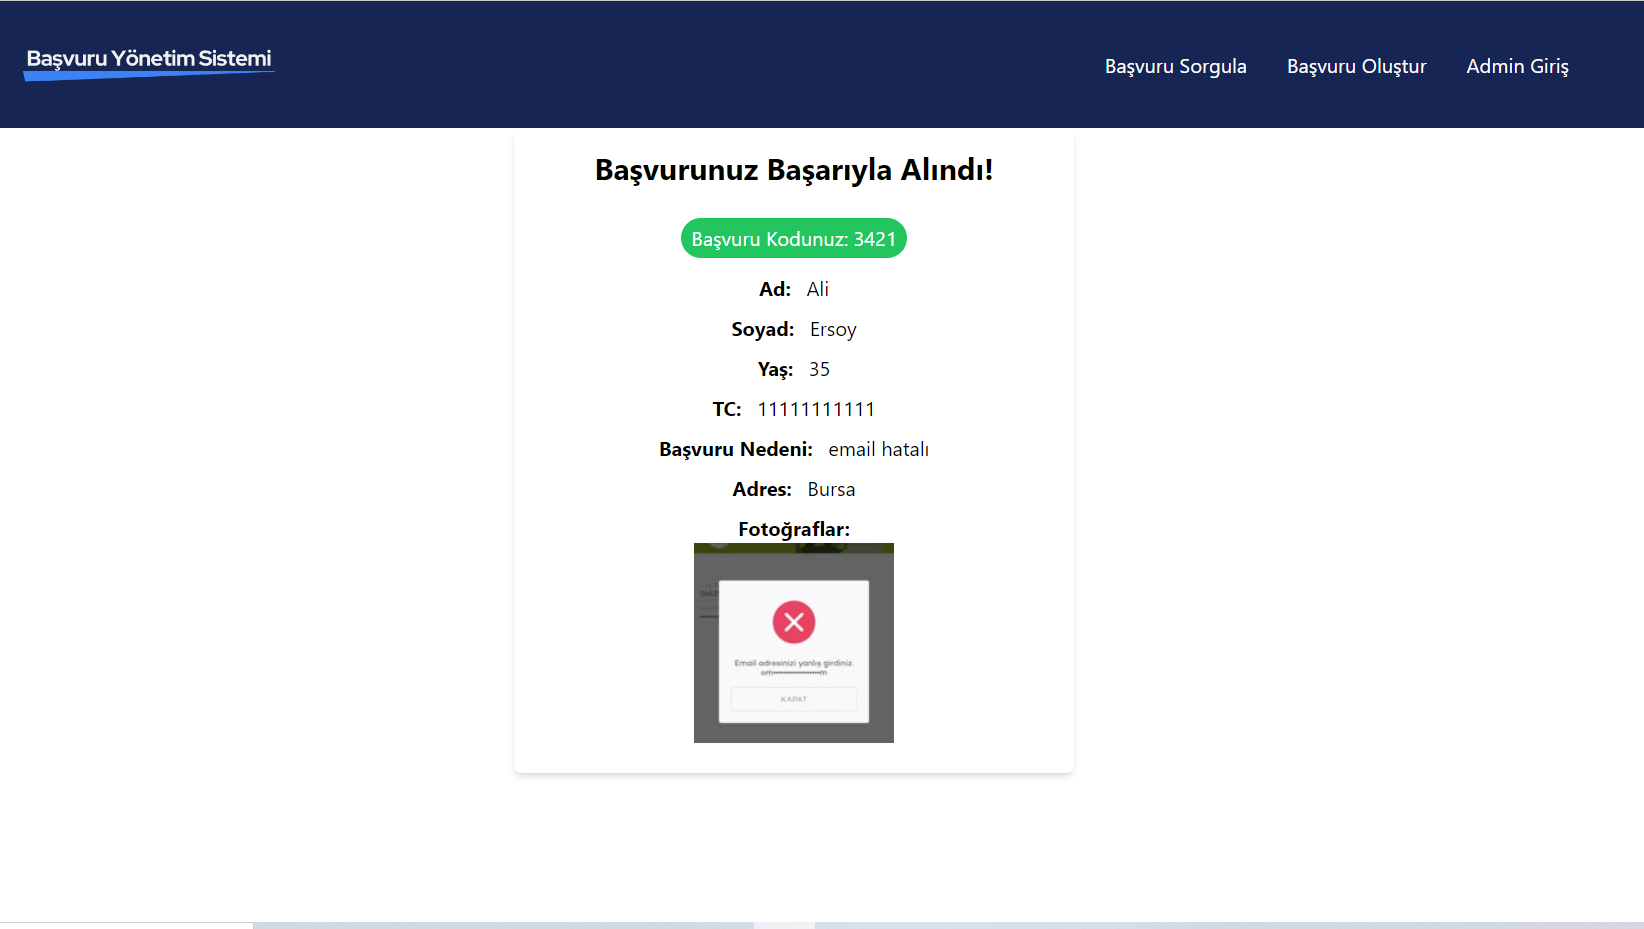 Başvuru Yönetim Sistemi
Başvuru Sorgula
Başvuru Oluştur
Admin Giriş
Başvurunuz Başarıyla Alındı!
Başvuru Kodunuz: 3421
Ad: Ali
Soyad: Ersoy
Yaş: 35
TC: 11111111111
Başvuru Nedeni: email hatalı
Adres: Bursa
Fotoğraflar:
Email adresinizi yanlış girdiniz.
KAPAT